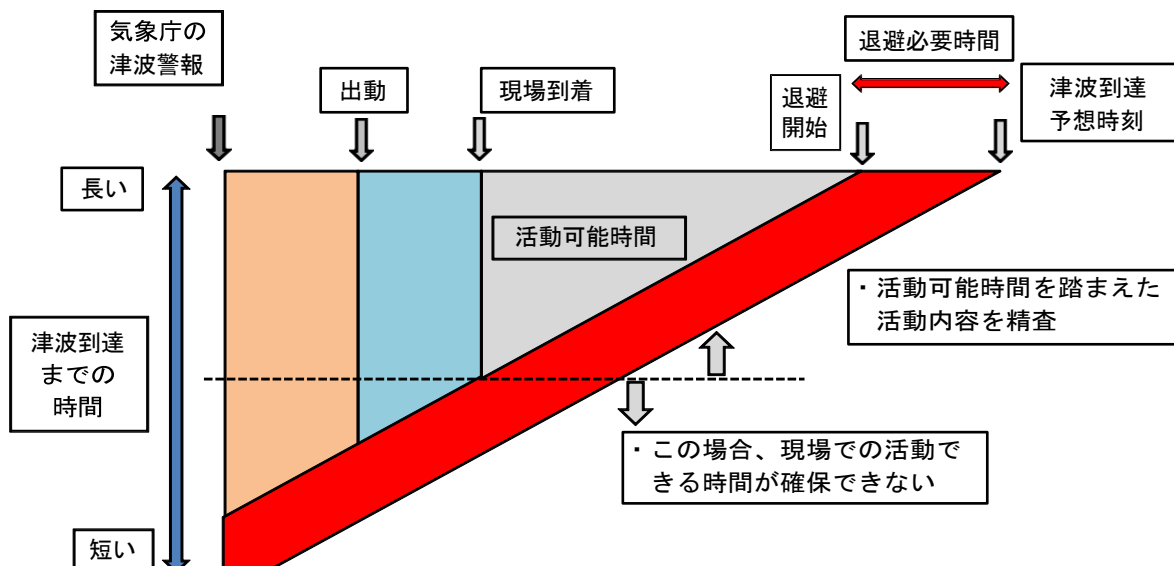 気象庁の
津波警報
出動
現場到着
退避必要時間
退避
開始
津波到達
予想時刻
長い
活動可能時間
・活動可能時間を踏まえた
活動内容を精査
津波到達
までの
時間
・この場合、現場での活動で
きる時間が確保できない
短い